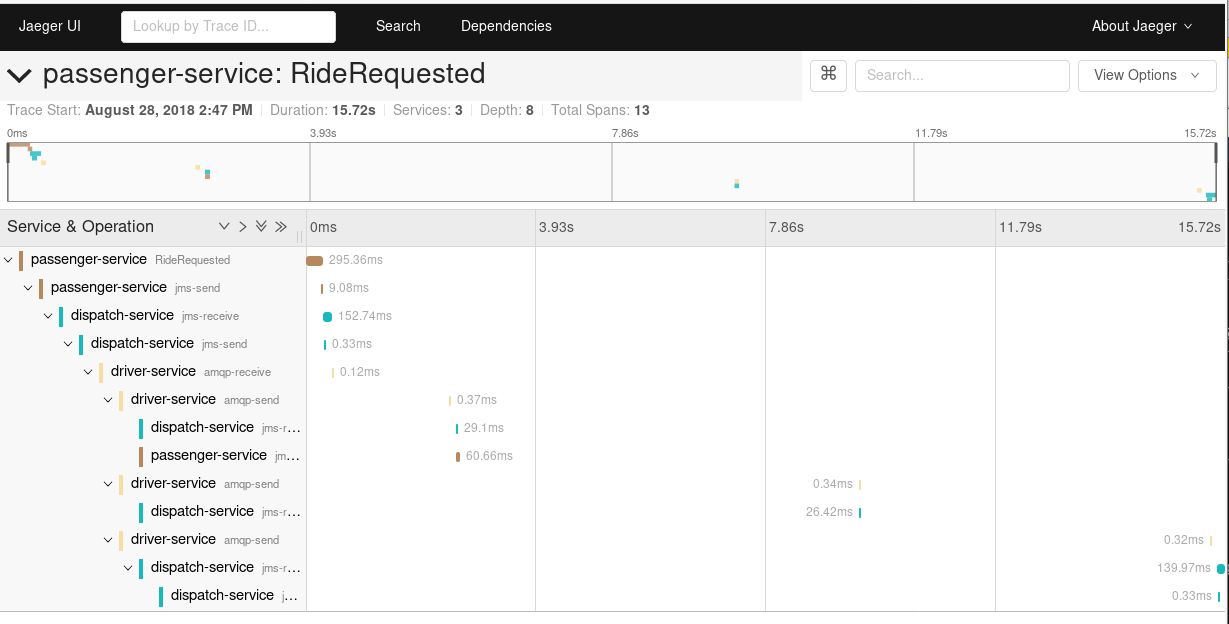 Jaeger UI Lookup by Trace ID... Search Dependencies About Jaeger
passenger-service: RideRequested ⌘ Search... View Options
Trace Start: August 28, 2018 2:47 PM Duration: 15.72s Services: 3 Depth: 8 Total Spans: 13
0ms 3.93s 7.86s 11.79s 15.72s
Service & Operation 0ms 3.93s 7.86s 11.79s 15.72s
passenger-service RideRequested 295.36ms
passenger-service jms-send 9.08ms
dispatch-service jms-receive 152.74ms
dispatch-service jms-send 0.33ms
driver-service amqp-receive 0.12ms
driver-service amqp-send 0.37ms
dispatch-service jms-r... 29.1ms
passenger-service jm... 60.66ms
driver-service amqp-send 0.34ms
dispatch-service jms-r... 26.42ms
driver-service amqp-send 0.32ms
dispatch-service jms-r... 139.97ms
dispatch-service j... 0.33ms